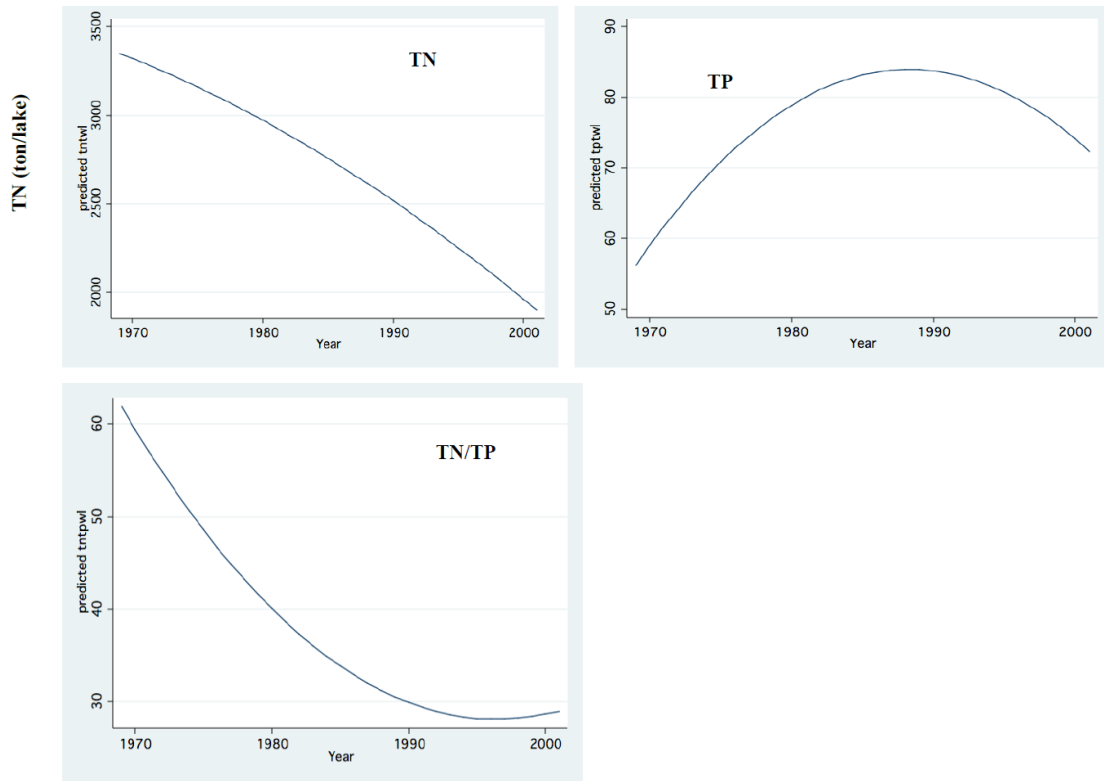 TN (ton/lake)
TN
predicted tntwl
3500
3000
2500
2000
1970 1980 1990 2000
Year
TP
predicted tptwl
90
80
70
60
50
1970 1980 1990 2000
Year
TN/TP
predicted tntpwl
60
50
40
30
1970 1980 1990 2000
Year